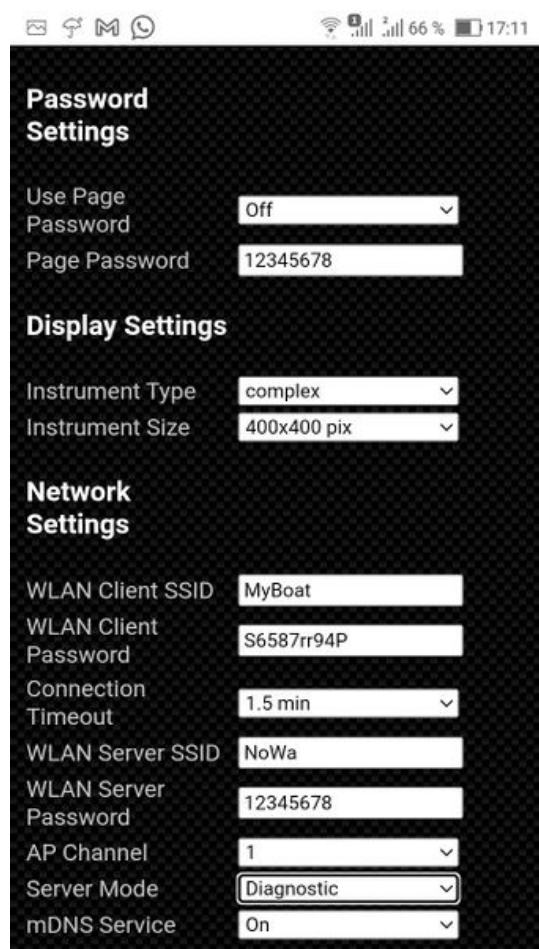 66 % 17:11
Password
Settings
Use Page
Password
Off
Page Password 12345678
Display Settings
Instrument Type complex
Instrument Size 400x400 pix
Network
Settings
WLAN Client SSID MyBoat
WLAN Client
Password
S6587rr94P
Connection
Timeout
1.5 min
WLAN Server SSID NoWa
WLAN Server
Password
12345678
AP Channel 1
Server Mode Diagnostic
mDNS Service On